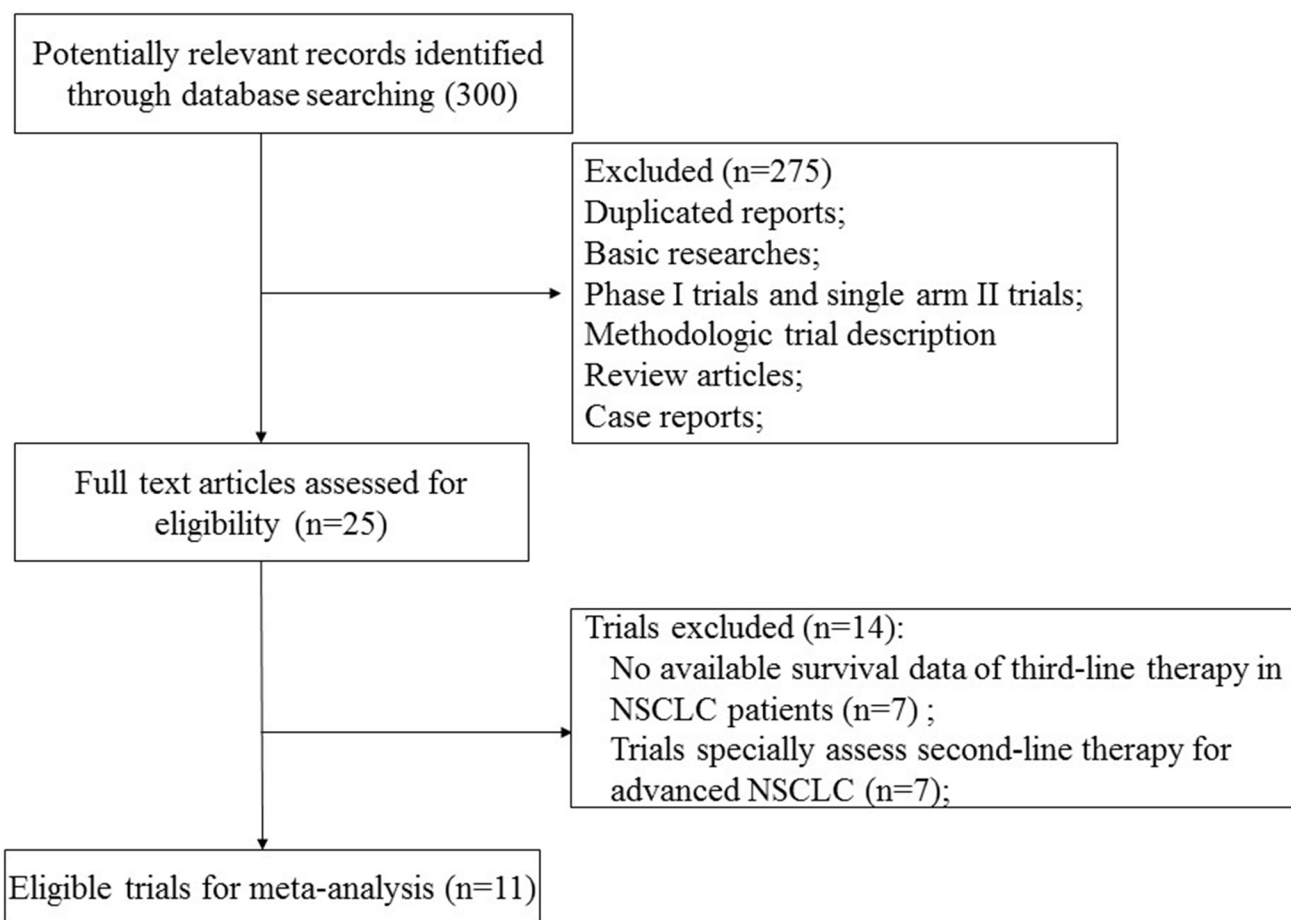 Potentially relevant records identified
through database searching (300)
Excluded (n=275)
Duplicated reports;
Basic researches;
Phase I trials and single arm II trials;
Methodologic trial description
Review articles;
Case reports;
Full text articles assessed for
eligibility (n=25)
Trials excluded (n=14):
No available survival data of third-line therapy in
NSCLC patients (n=7) ;
Trials specially assess second-line therapy for
advanced NSCLC (n=7);
Eligible trials for meta-analysis (n=11)